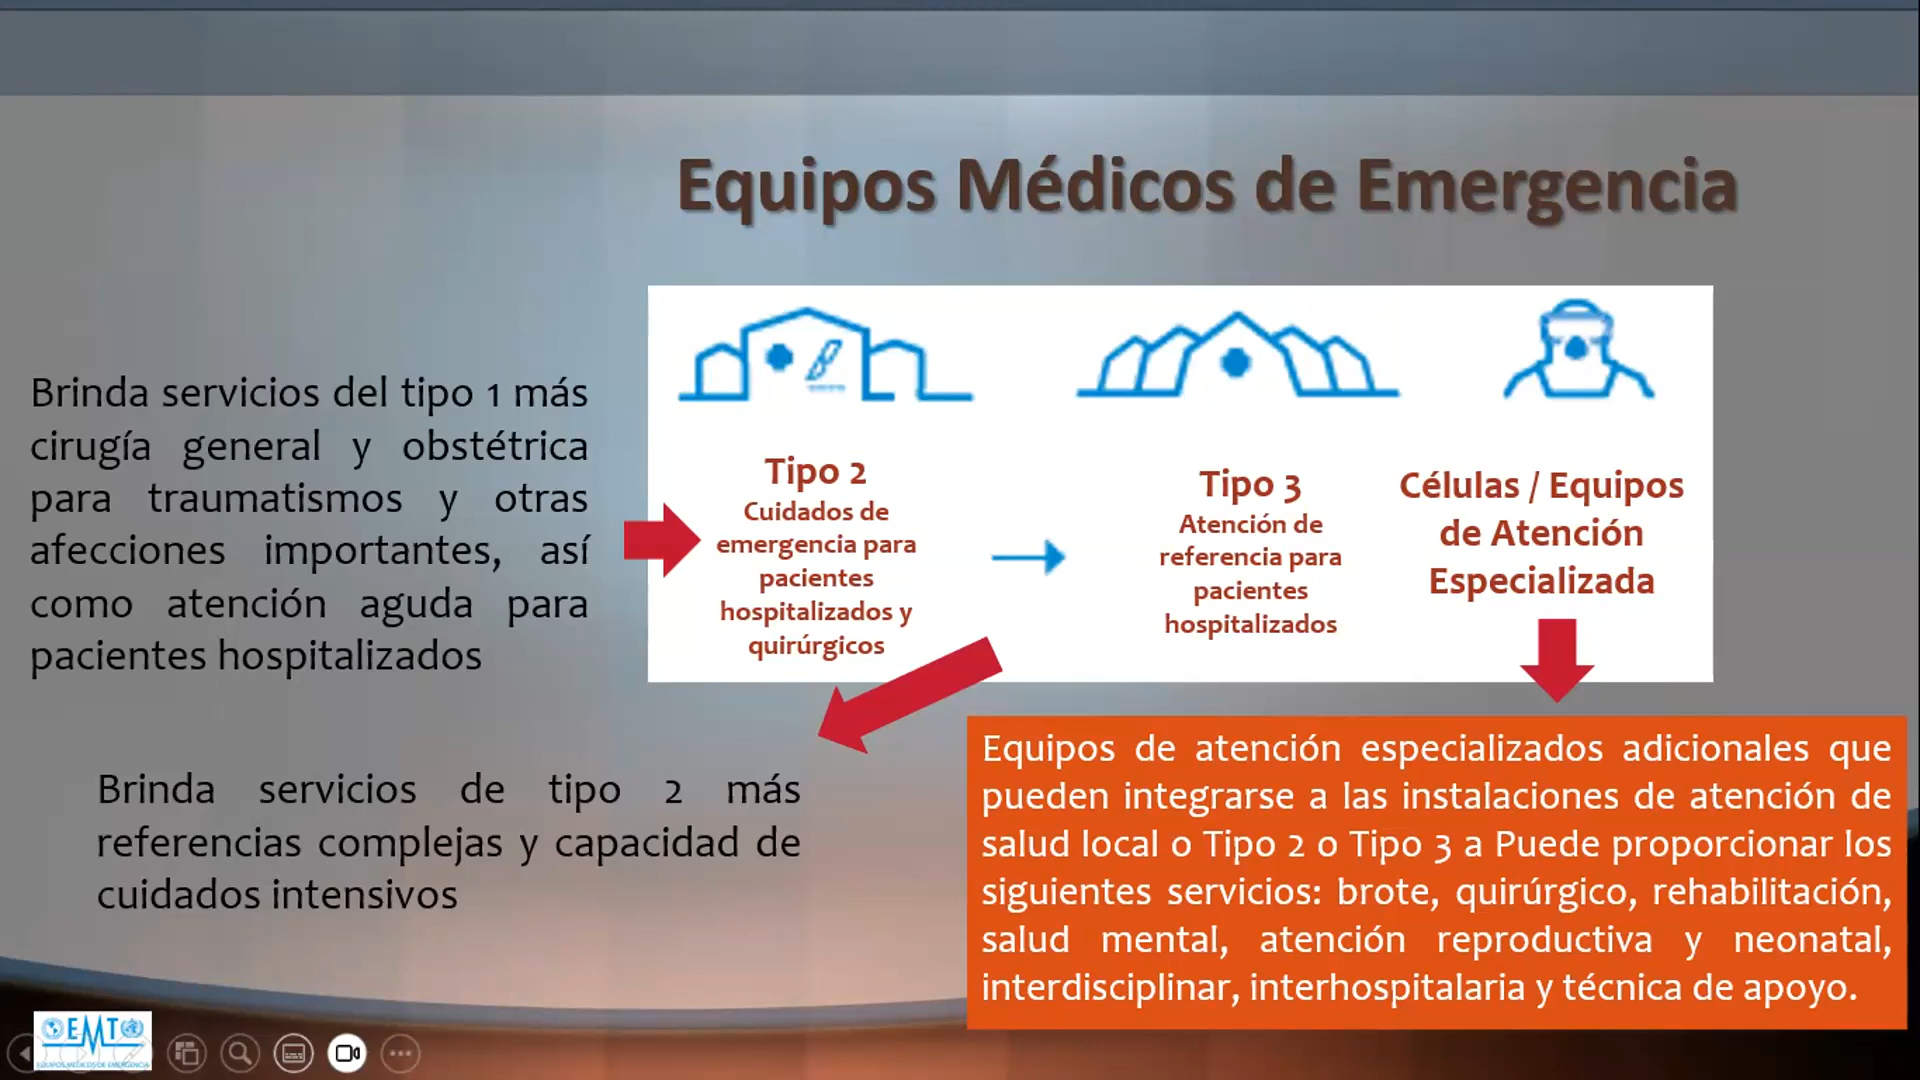 Equipos Médicos de Emergencia
Brinda servicios del tipo 1 más
cirugía general y obstétrica
para traumatismos y otras
afecciones importantes, así
como atención aguda para
pacientes hospitalizados
Tipo 2
Cuidados de
emergencia para
pacientes
hospitalizados y
quirúrgicos
Tipo 3
Atención de
referencia para
pacientes
hospitalizados
Células / Equipos
de Atención
Especializada
Brinda servicios de tipo 2 más
referencias complejas y capacidad de
cuidados intensivos
Equipos de atención especializados adicionales que
pueden integrarse a las instalaciones de atención de
salud local o Tipo 2 o Tipo 3 a Puede proporcionar los
siguientes servicios: brote, quirúrgico, rehabilitación,
salud mental, atención reproductiva y neonatal,
interdisciplinar, interhospitalaria y técnica de apoyo.
EMT
EQUIPOS MÉDICOS DE EMERGENCIA